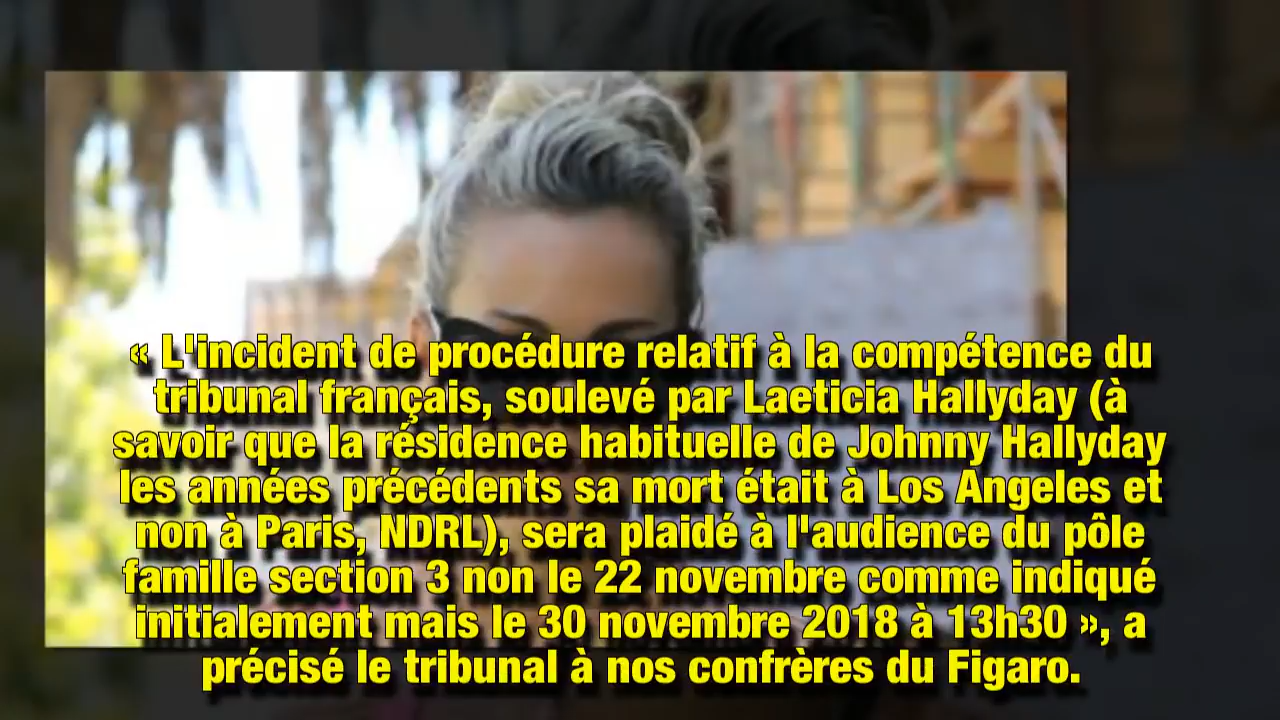 « L'incident de procédure relatif à la compétence du
tribunal français, soulevé par Laeticia Hallyday (à
savoir que la résidence habituelle de Johnny Hallyday
les années précédents sa mort était à Los Angeles et
non à Paris, NDRL), sera plaidé à l'audience du pôle
famille section 3 non le 22 novembre comme indiqué
initialement mais le 30 novembre 2018 à 13h30 », a
précisé le tribunal à nos confrères du Figaro.